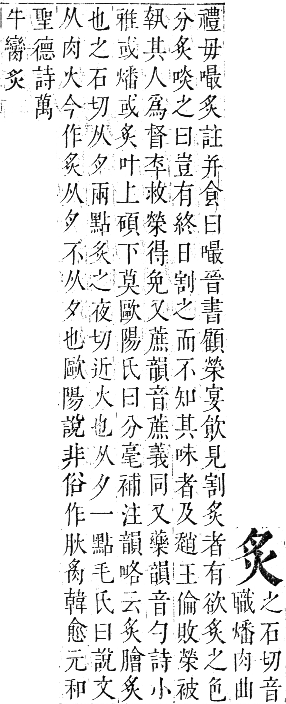 炙
之石切音
職燔肉曲
禮毋嘬炙註并食曰嘬晉書顧榮宴飲見割炙者有欲炙之色
分炙啖之曰豈有終日割之而不知其味者及趙王倫敗榮被
執其人爲督李救榮得免又蔗韻音蔗義同又藥韻音勺詩小
雅或燔或炙叶上碩下莫歐陽氏曰分毫補注韻略云炙膾炙
也之石切从夕兩點炙之夜切近火也从夕一點毛氏曰說文
从肉火今作炙从夕不从夕也歐陽說非俗作肰韓愈元和
聖德詩萬
牛臠炙